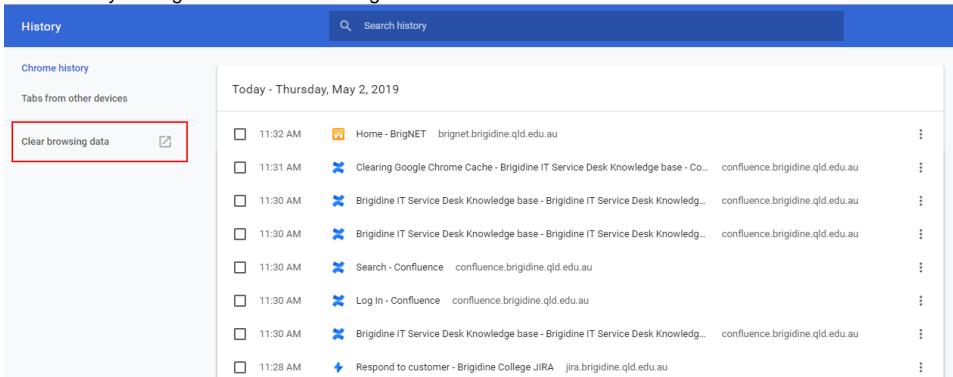 History
Search history
Chrome history
Tabs from other devices
Clear browsing data
Today - Thursday, May 2, 2019
11:32 AM Home - BrigNET brignet.brigidine.qld.edu.au
11:31 AM Clearing Google Chrome Cache - Brigidine IT Service Desk Knowledge base - Co... confluence.brigidine.qld.edu.au
11:30 AM Brigidine IT Service Desk Knowledge base - Brigidine IT Service Desk Knowledg... confluence.brigidine.qld.edu.au
11:30 AM Brigidine IT Service Desk Knowledge base - Brigidine IT Service Desk Knowledg... confluence.brigidine.qld.edu.au
11:30 AM Search - Confluence confluence.brigidine.qld.edu.au
11:30 AM Log In - Confluence confluence.brigidine.qld.edu.au
11:30 AM Brigidine IT Service Desk Knowledge base - Brigidine IT Service Desk Knowledg... confluence.brigidine.qld.edu.au
11:28 AM Respond to customer - Brigidine College JIRA jira.brigidine.qld.edu.au